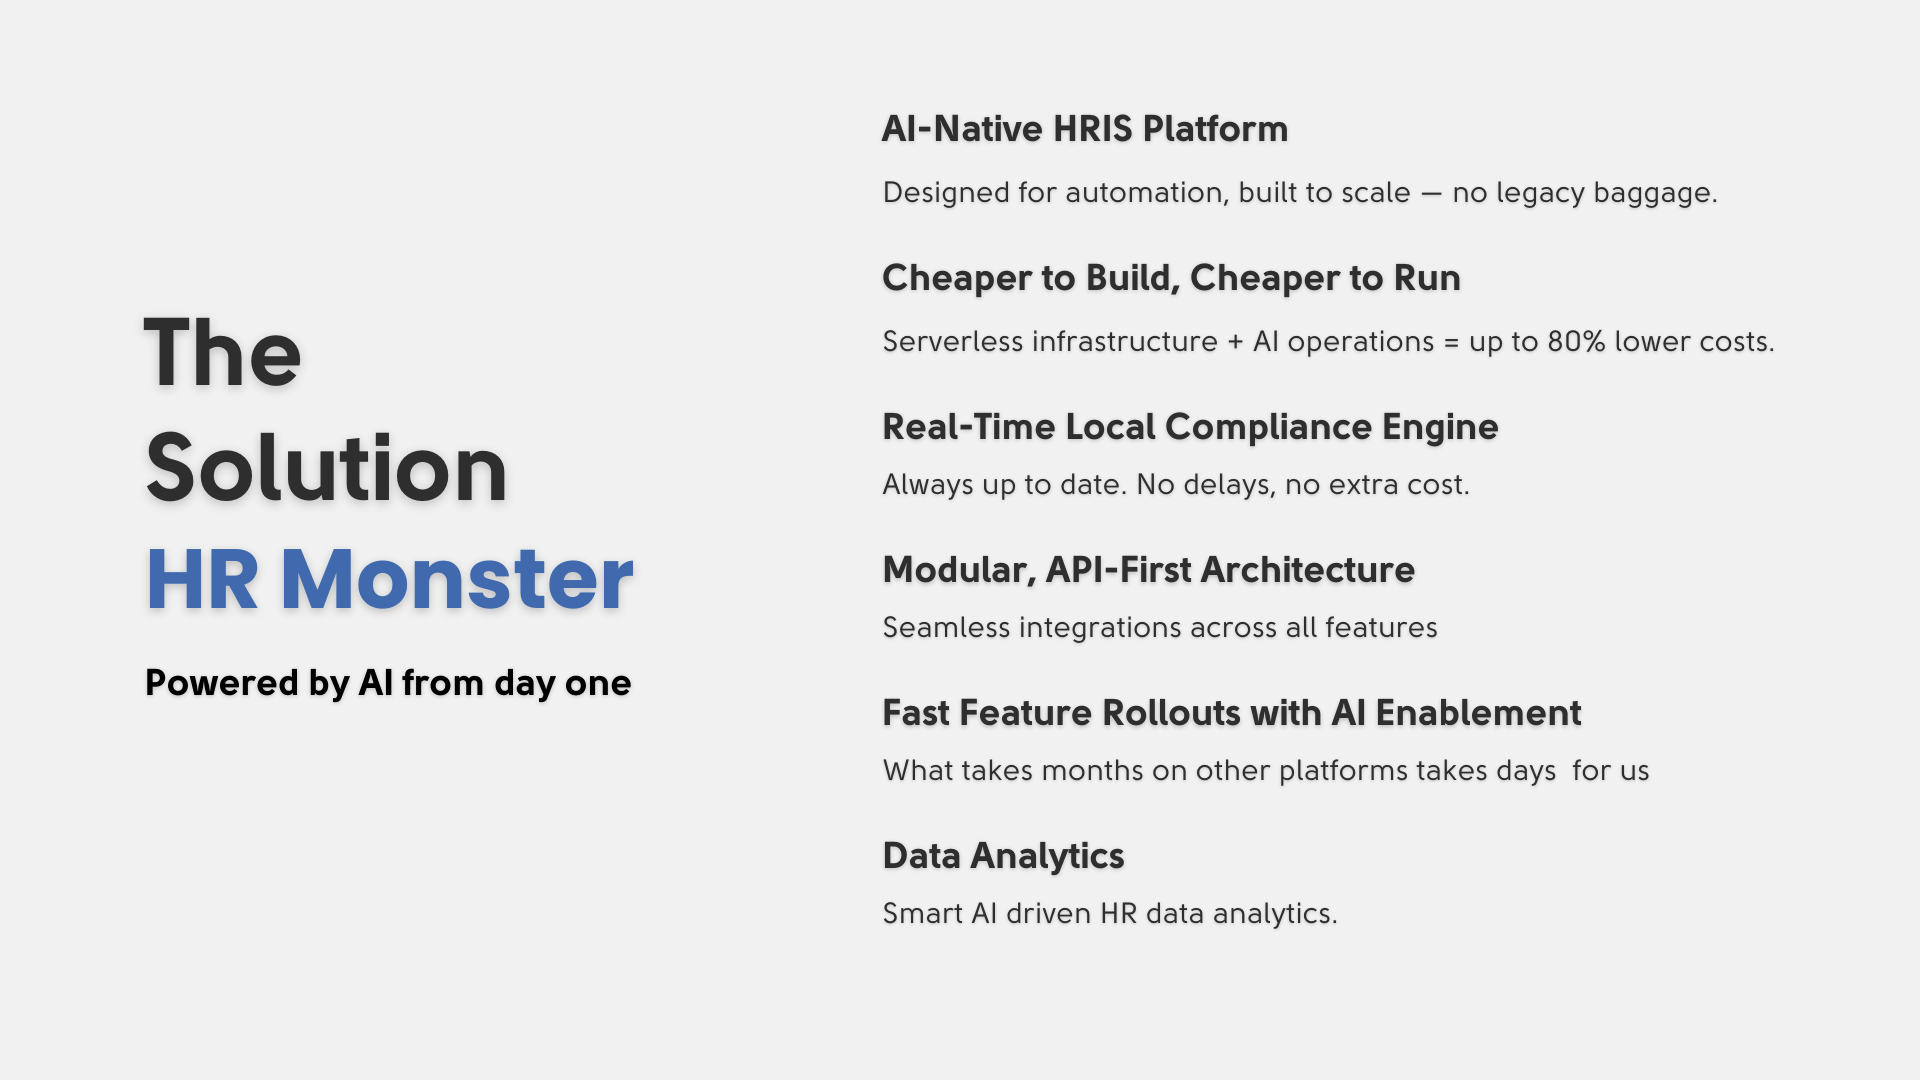 The
Solution
HR Monster
Powered by AI from day one
AI-Native HRIS Platform
Designed for automation, built to scale — no legacy baggage.
Cheaper to Build, Cheaper to Run
Serverless infrastructure + AI operations = up to 80% lower costs.
Real-Time Local Compliance Engine
Always up to date. No delays, no extra cost.
Modular, API-First Architecture
Seamless integrations across all features
Fast Feature Rollouts with AI Enablement
What takes months on other platforms takes days  for us
Data Analytics
Smart AI driven HR data analytics.